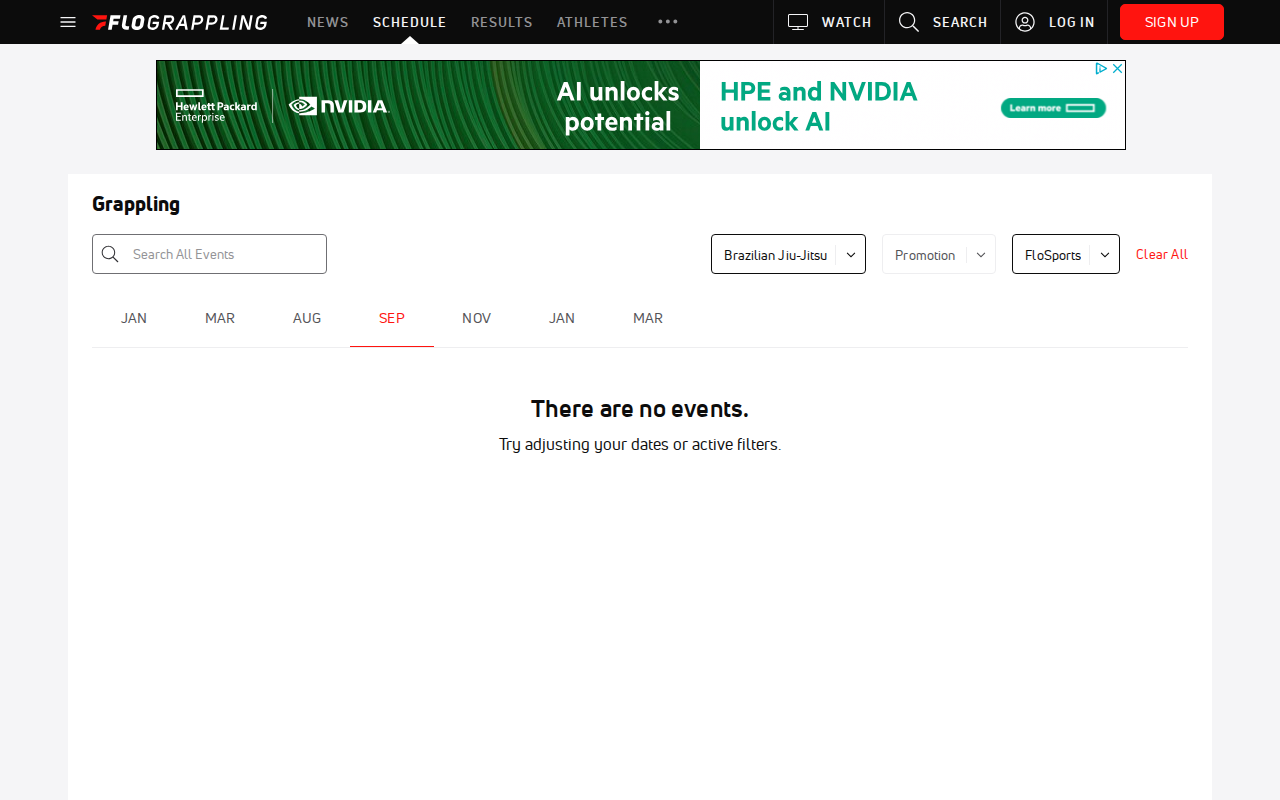 FLOGRAPPLING
NEWS
SCHEDULE
RESULTS
ATHLETES
WATCH
SEARCH
LOG IN
SIGN UP
Hewlett Packard
Enterprise
NVIDIA.
AI unlocks
potential
HPE and NVIDIA
unlock AI
Learn more
Grappling
Search All Events
Brazilian Jiu-Jitsu
Promotion
FloSports
Clear All
JAN
MAR
AUG
SEP
NOV
JAN
MAR
There are no events.
Try adjusting your dates or active filters.